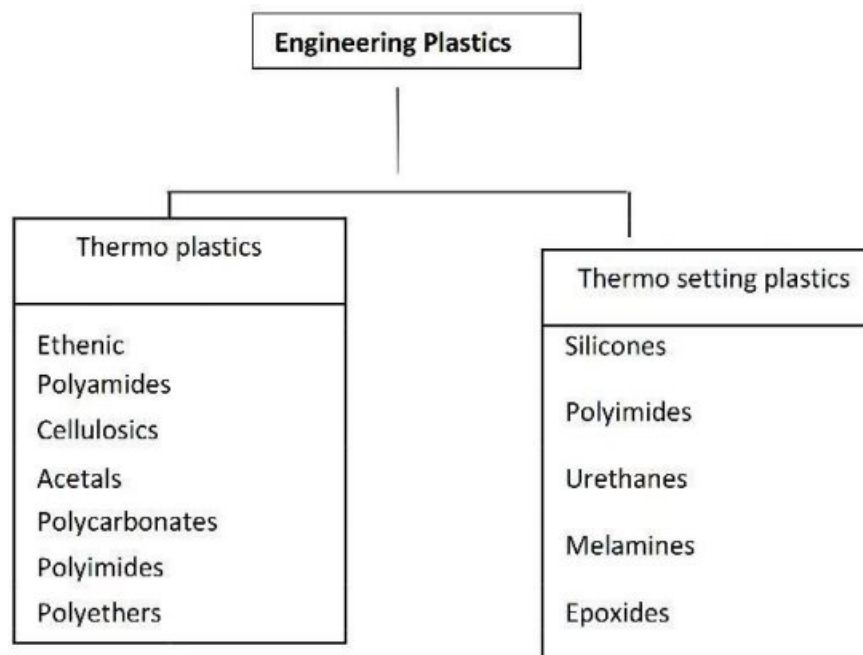 Engineering Plastics
Thermo plastics
Ethenic
Polyamides
Cellulosics
Acetals
Polycarbonates
Polyimides
Polyethers
Thermo setting plastics
Silicones
Polyimides
Urethanes
Melamines
Epoxides